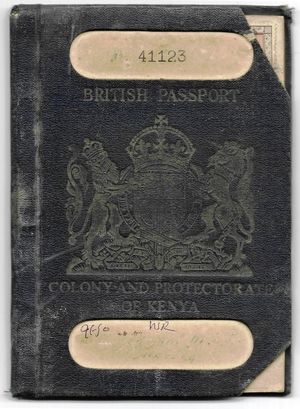 41123
BRITISH PASSPORT
COLONY AND PROTECTORATE
OF KENYA